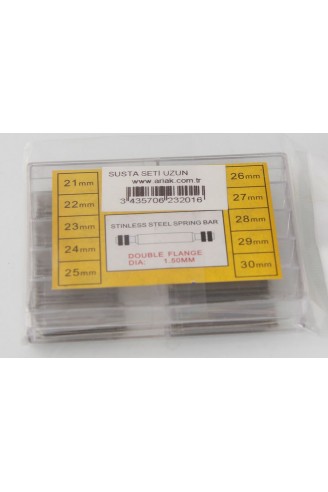 SUSTA SETI UZUN
www.ariak.com.tr
3 435706 232016
21mm
22mm
23mm
24mm
25mm
STINLESS STEEL SPRING BAR
DOUBLE FLANGE
DIA: 1.50MM
26mm
27mm
28mm
29mm
30mm